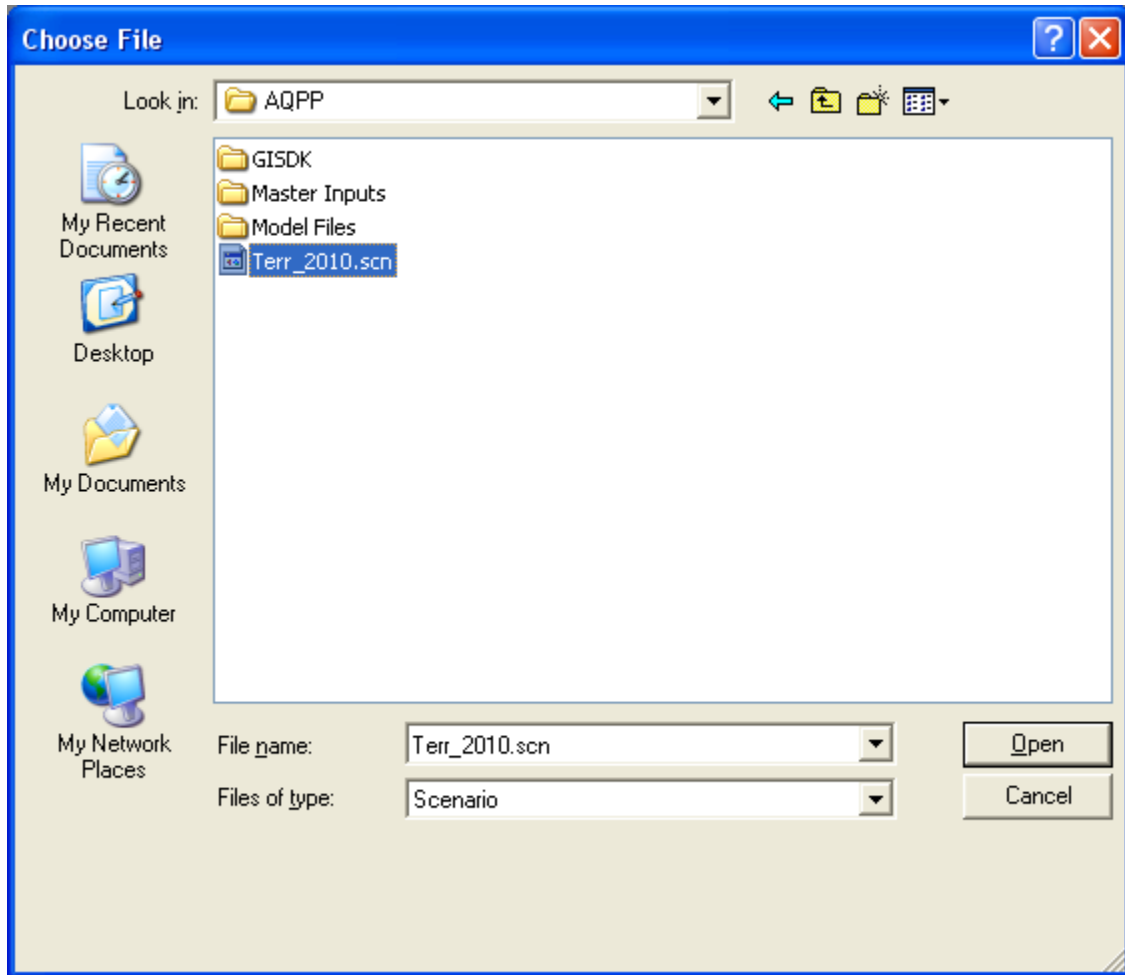 Choose File
Look in:
AQPP
GISDK
Master Inputs
Model Files
Terr_2010.scn
My Recent
Documents
Desktop
My Documents
My Computer
My Network
Places
File name:
Terr_2010.scn
Open
Files of type:
Scenario
Cancel